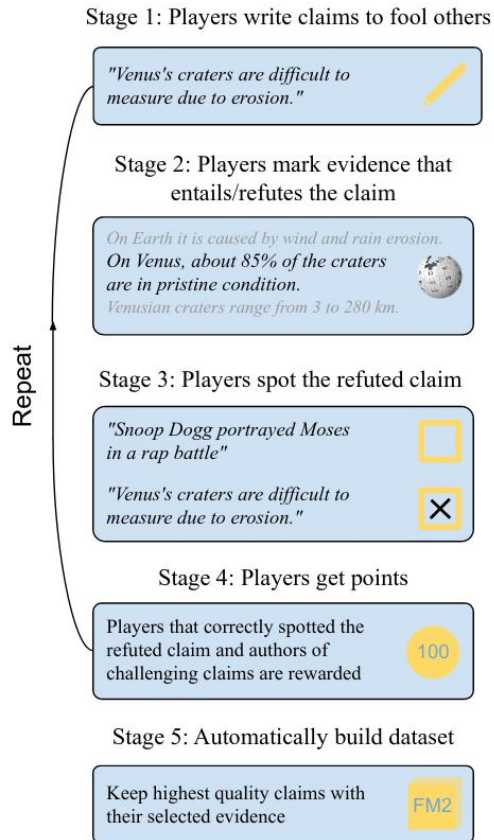 Stage 1: Players write claims to fool others
"Venus's craters are difficult to
measure due to erosion."
Stage 2: Players mark evidence that
entails/refutes the claim
On Earth it is caused by wind and rain erosion.
On Venus, about 85% of the craters
are in pristine condition.
Venusian craters range from 3 to 280 km.
Repeat
Stage 3: Players spot the refuted claim
"Snoop Dogg portrayed Moses
in a rap battle"
"Venus's craters are difficult to
measure due to erosion."
Stage 4: Players get points
Players that correctly spotted the
refuted claim and authors of
challenging claims are rewarded
100
Stage 5: Automatically build dataset
Keep highest quality claims with
their selected evidence
FM2